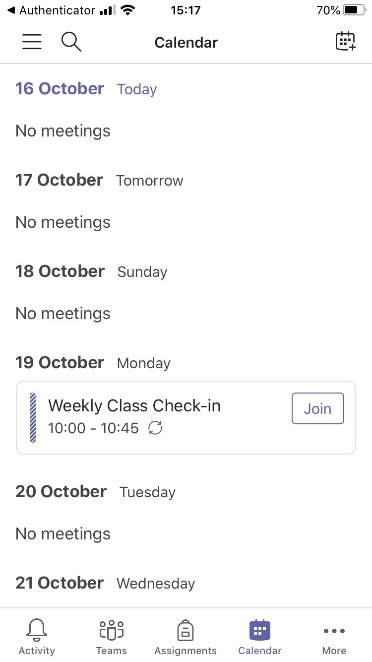 Authenticator 15:17 70%
Calendar
16 October Today
No meetings
17 October Tomorrow
No meetings
18 October Sunday
No meetings
19 October Monday
Weekly Class Check-in
10:00 - 10:45
Join
20 October Tuesday
No meetings
21 October Wednesday
Activity Teams Assignments Calendar More